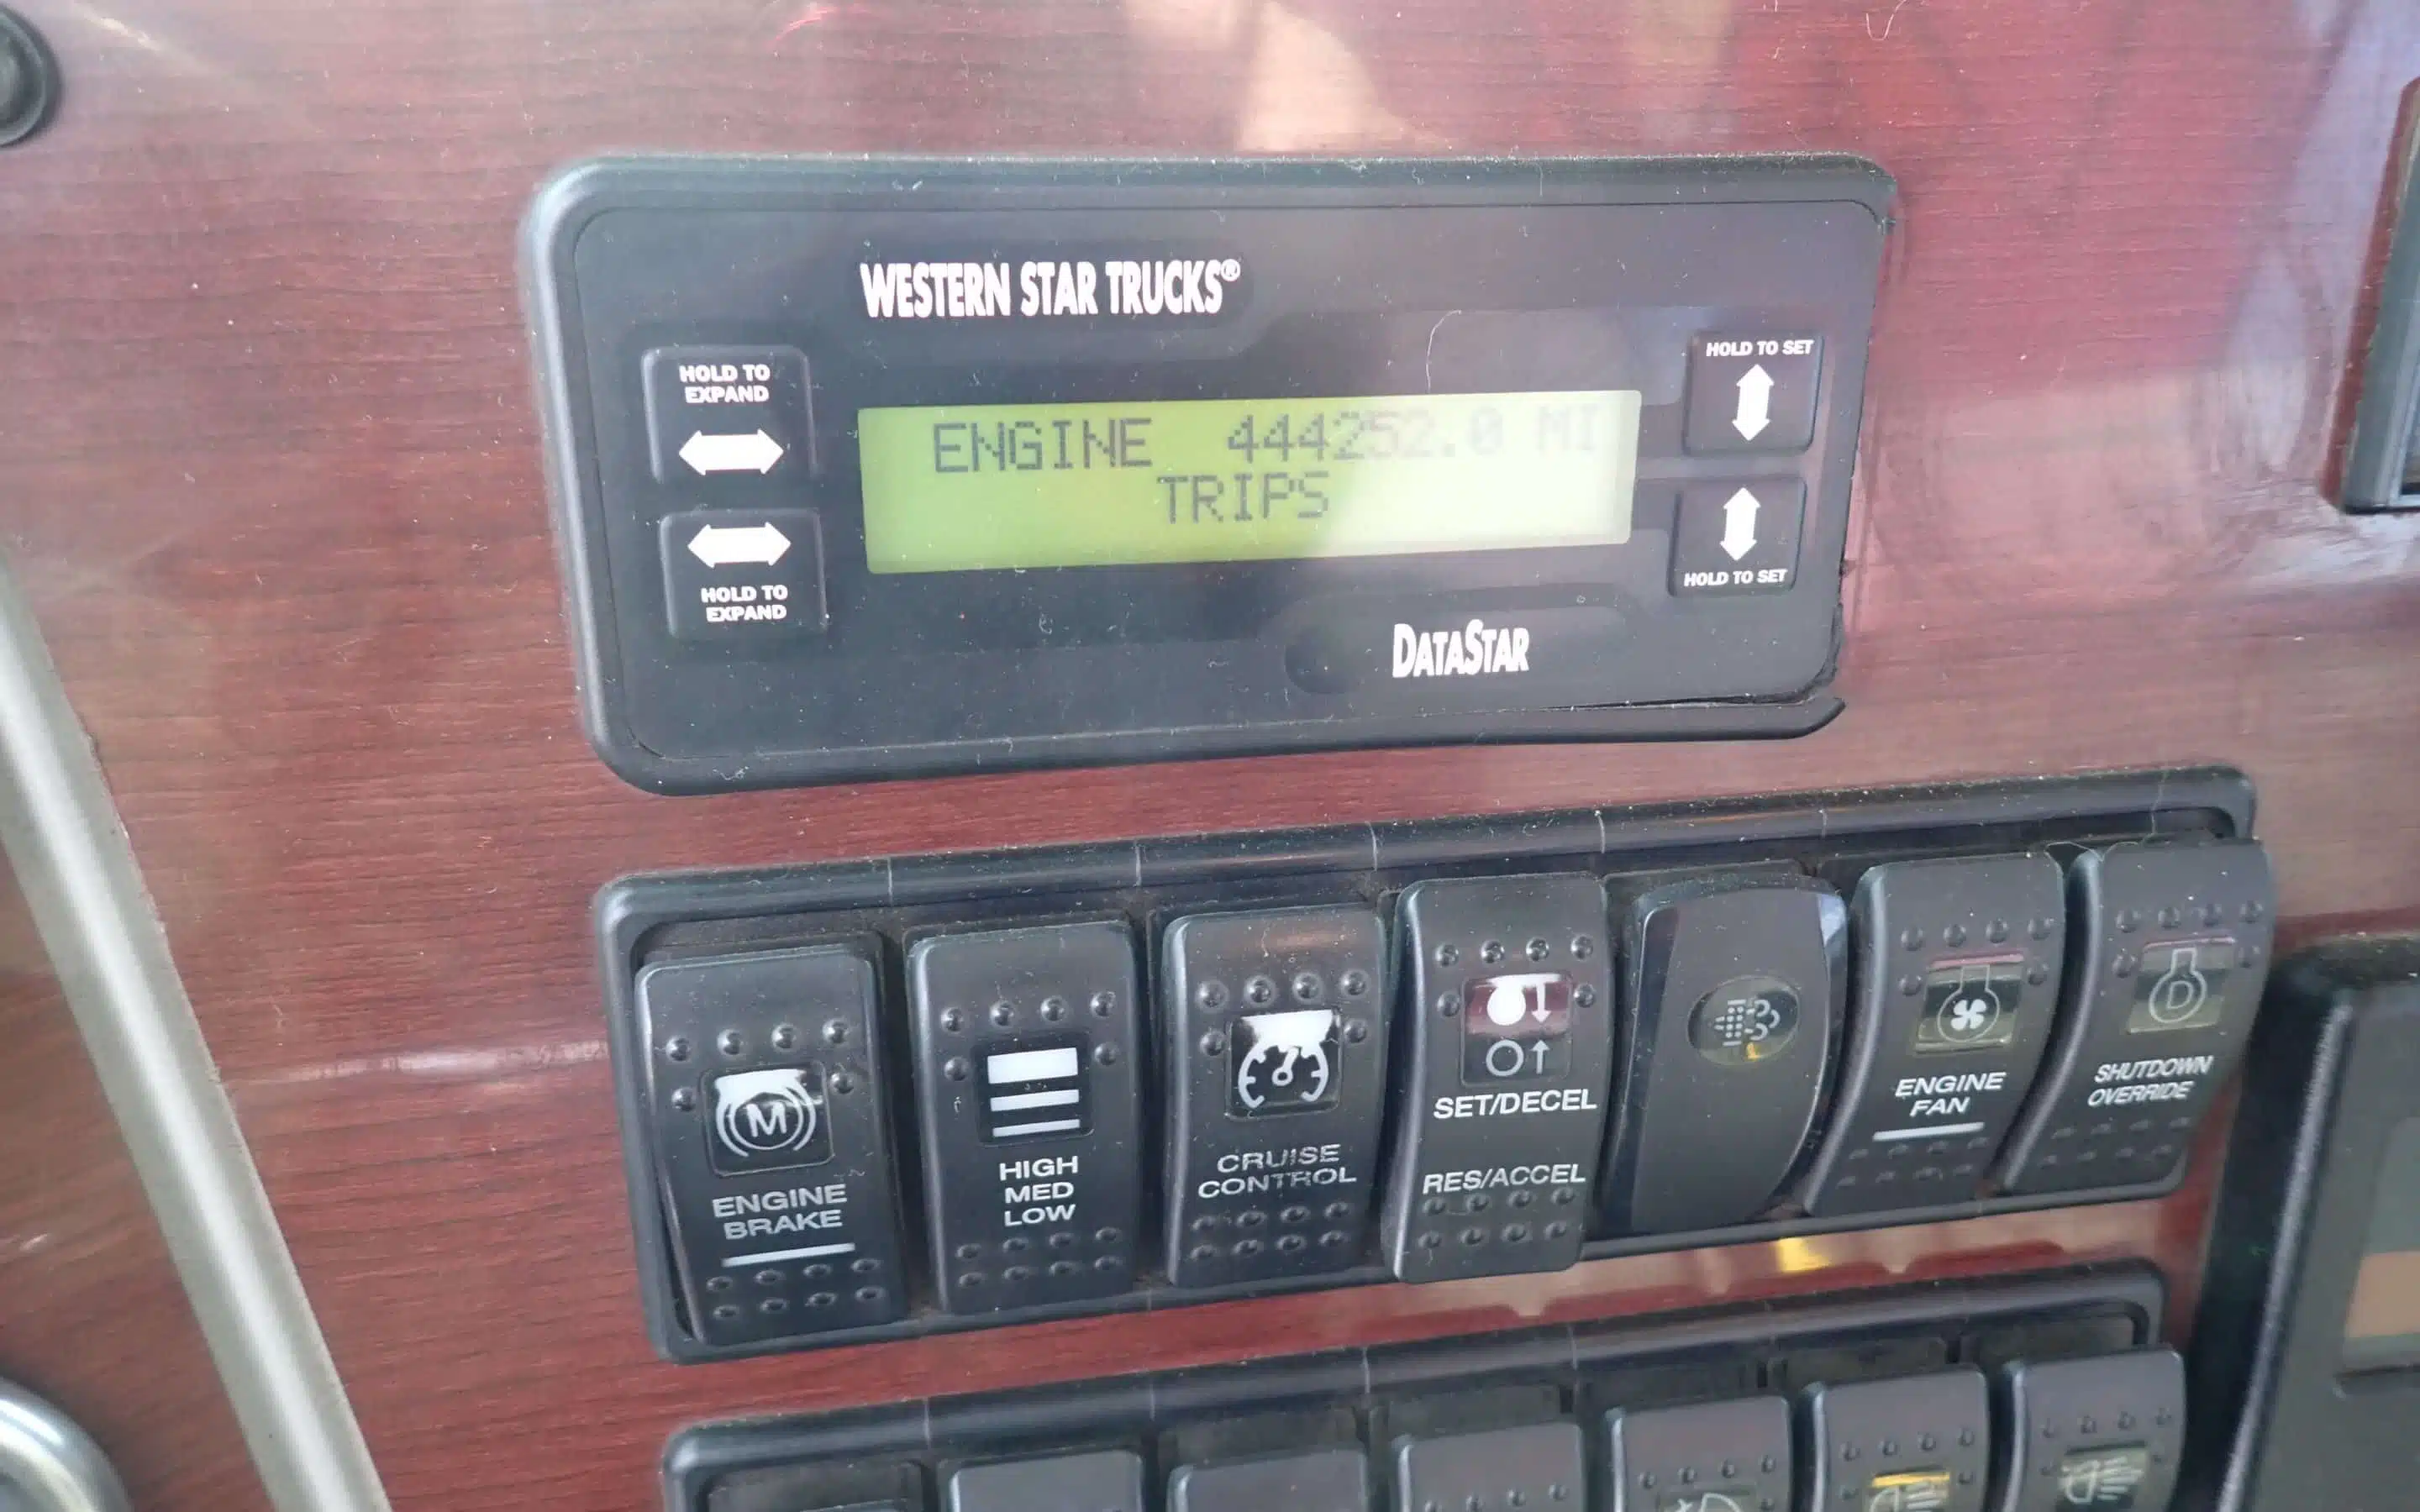 WESTERN STAR TRUCKS®
HOLD TO
EXPAND
HOLD TO SET
ENGINE 444252.0 MI
TRIPS
HOLD TO
EXPAND
HOLD TO SET
DATASTAR
M
ENGINE
BRAKE
HIGH
MED
LOW
CRUISE
CONTROL
SET/DECEL
RES/ACCEL
ENGINE
FAN
D
SHUTDOWN
OVERRIDE